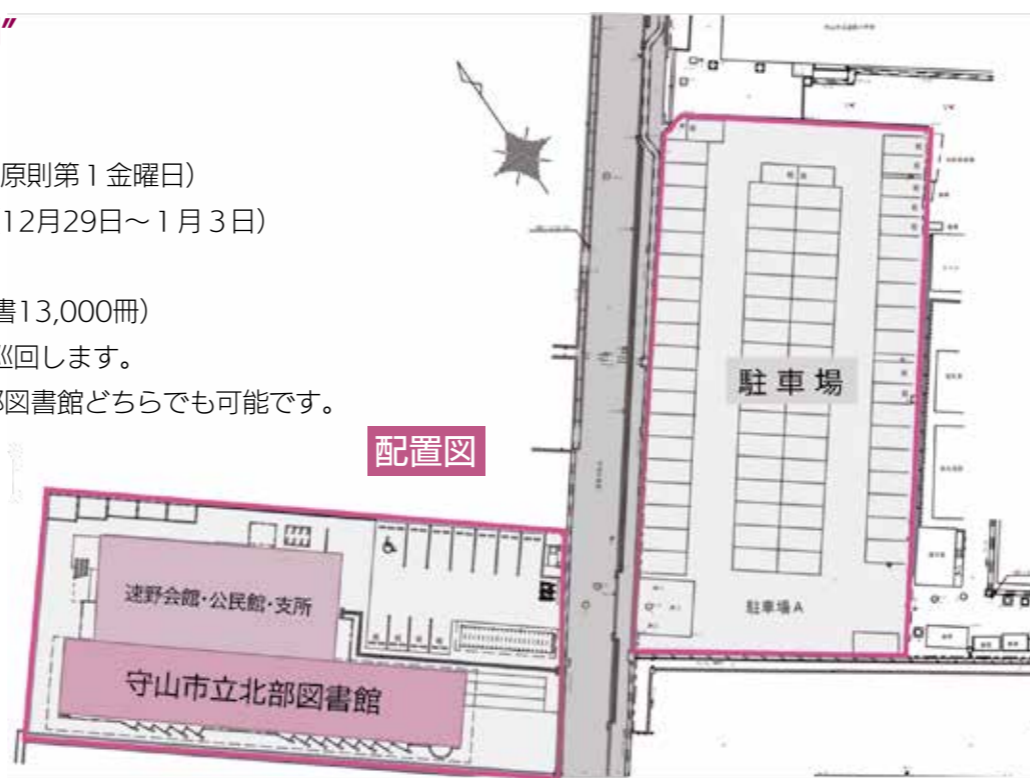 原則第1金曜日）
12月29日～1月3日）
書13,000冊）
巡回します。
部図書館どちらでも可能です。
配置図
駐車場
駐車場A
速野会館・公民館・支所
守山市立北部図書館